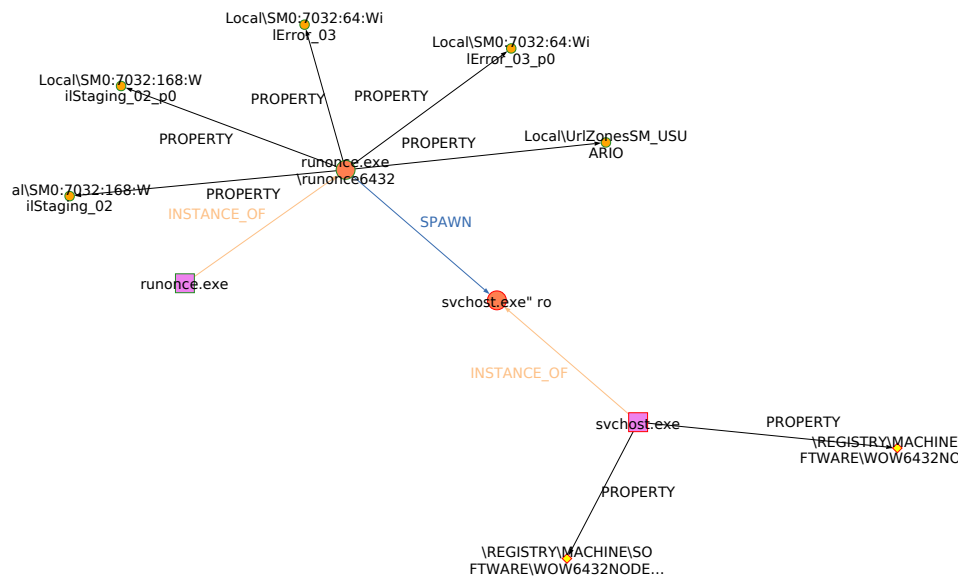 Local\SM0:7032:64:Wi
lError_03
Local\SM0:7032:64:Wi
lError_03_p0
Local\SM0:7032:168:W
ilStaging_02_p0
PROPERTY
PROPERTY
PROPERTY
PROPERTY
Local\UrlZonesSM_USU
ARIO
runonce.exe
\runonce6432
al\SM0:7032:168:W
ilStaging_02
PROPERTY
INSTANCE_OF
SPAWN
runonce.exe
svchost.exe" ro
INSTANCE_OF
svchost.exe
PROPERTY
\REGISTRY\MACHINE
FTWARE\WOW6432NO
PROPERTY
\REGISTRY\MACHINE\SO
FTWARE\WOW6432NODE...